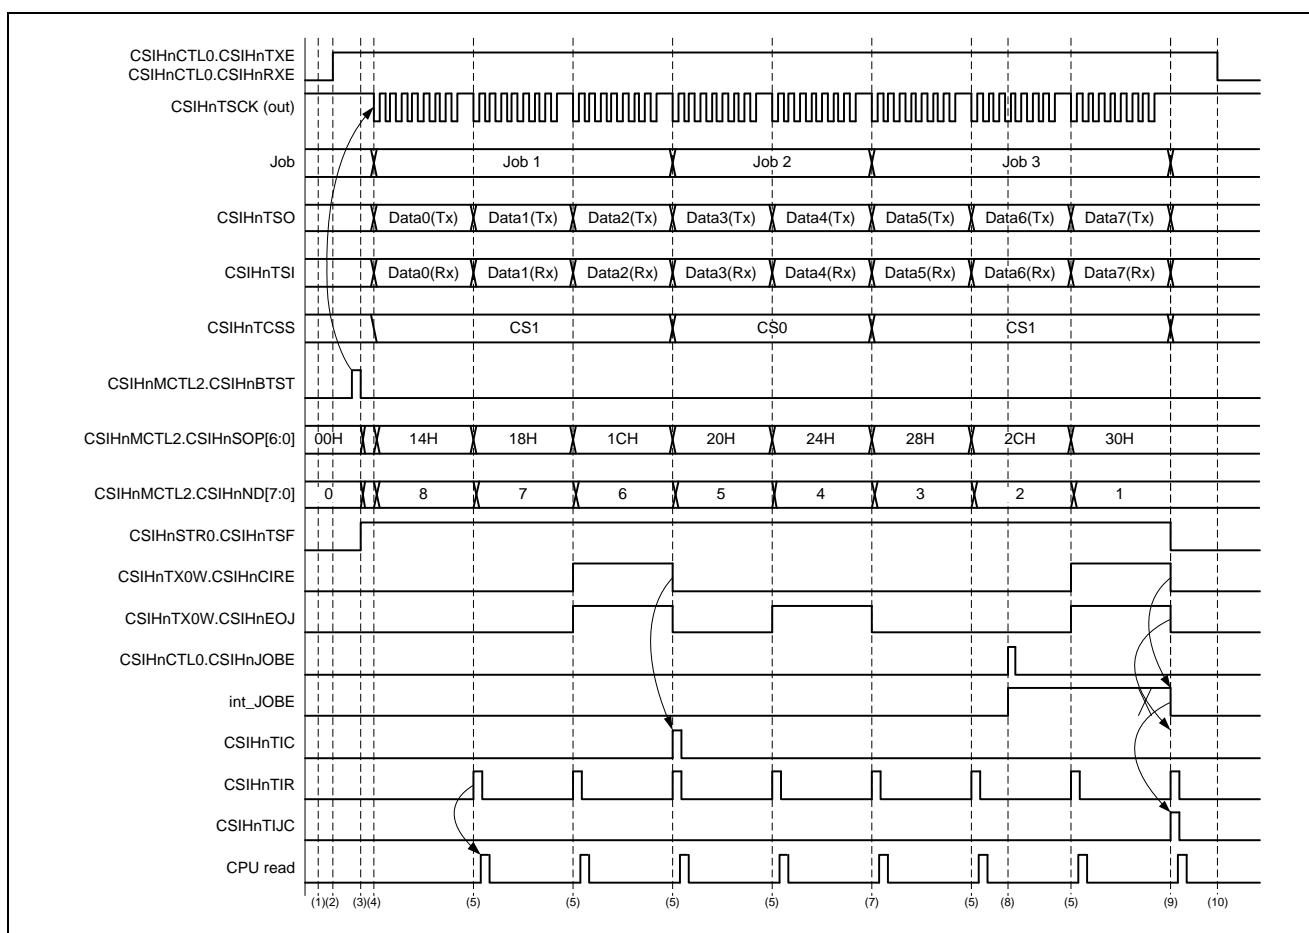 CSIHnCTL0.CSIHnTXE
CSIHnCTL0.CSIHnRXE
CSIHnTSCK (out)
Job
Job 1
Job 2
Job 3
CSIHnTSO
Data0(Tx)
Data1(Tx)
Data2(Tx)
Data3(Tx)
Data4(Tx)
Data5(Tx)
Data6(Tx)
Data7(Tx)
CSIHnTSI
Data0(Rx)
Data1(Rx)
Data2(Rx)
Data3(Rx)
Data4(Rx)
Data5(Rx)
Data6(Rx)
Data7(Rx)
CSIHnTCSS
CS1
CS0
CS1
CSIHnMCTL2.CSIHnBTST
CSIHnMCTL2.CSIHnSOP[6:0]
00H
14H
18H
1CH
20H
24H
28H
2CH
30H
CSIHnMCTL2.CSIHnND[7:0]
0
8
7
6
5
4
3
2
1
CSIHnSTR0.CSIHnTSF
CSIHnTX0W.CSIHnCIRE
CSIHnTX0W.CSIHnEOJ
CSIHnCTL0.CSIHnJOBE
int_JOBE
CSIHnTIC
CSIHnTIR
CSIHnTIJC
CPU read
(1)(2)
(3)(4)
(5)
(5)
(5)
(5)
(7)
(5)
(8)
(5)
(9)
(10)